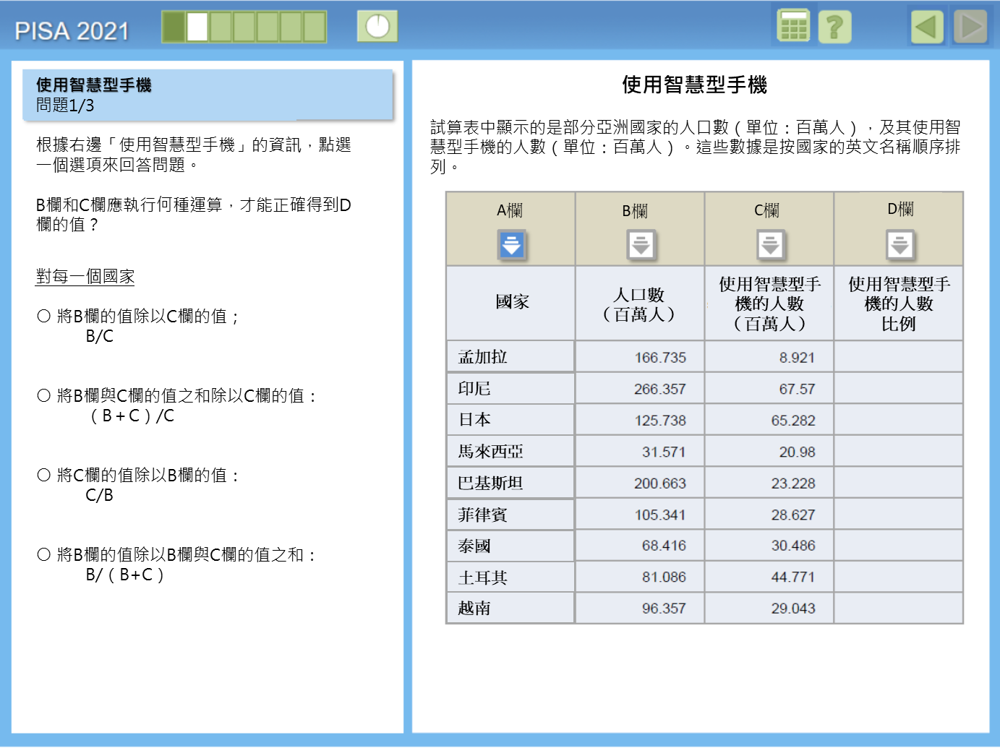 PISA 2021
?
使用智慧型手機
問題1/3
根據右邊「使用智慧型手機」的資訊，點選
一個選項來回答問題。
B欄和C欄應執行何種運算，才能正確得到D
欄的值？
對每一個國家
將B欄的值除以C欄的值；
B/C
將B欄與C欄的值之和除以C欄的值：
（B＋C）/C
將C欄的值除以B欄的值：
C/B
將B欄的值除以B欄與C欄的值之和：
B/（B+C）
使用智慧型手機
試算表中顯示的是部分亞洲國家的人口數（單位：百萬人），及其使用智
慧型手機的人數（單位：百萬人）。這些數據是按國家的英文名稱順序排
列。
A欄 B欄 C欄 D欄
國家
人口數
（百萬人）
使用智慧型手
機的人數
（百萬人）
使用智慧型手
機的人數
比例
孟加拉 166.735 8.921
印尼 266.357 67.57
日本 125.738 65.282
馬來西亞 31.571 20.98
巴基斯坦 200.663 23.228
菲律賓 105.341 28.627
泰國 68.416 30.486
土耳其 81.086 44.771
越南 96.357 29.043